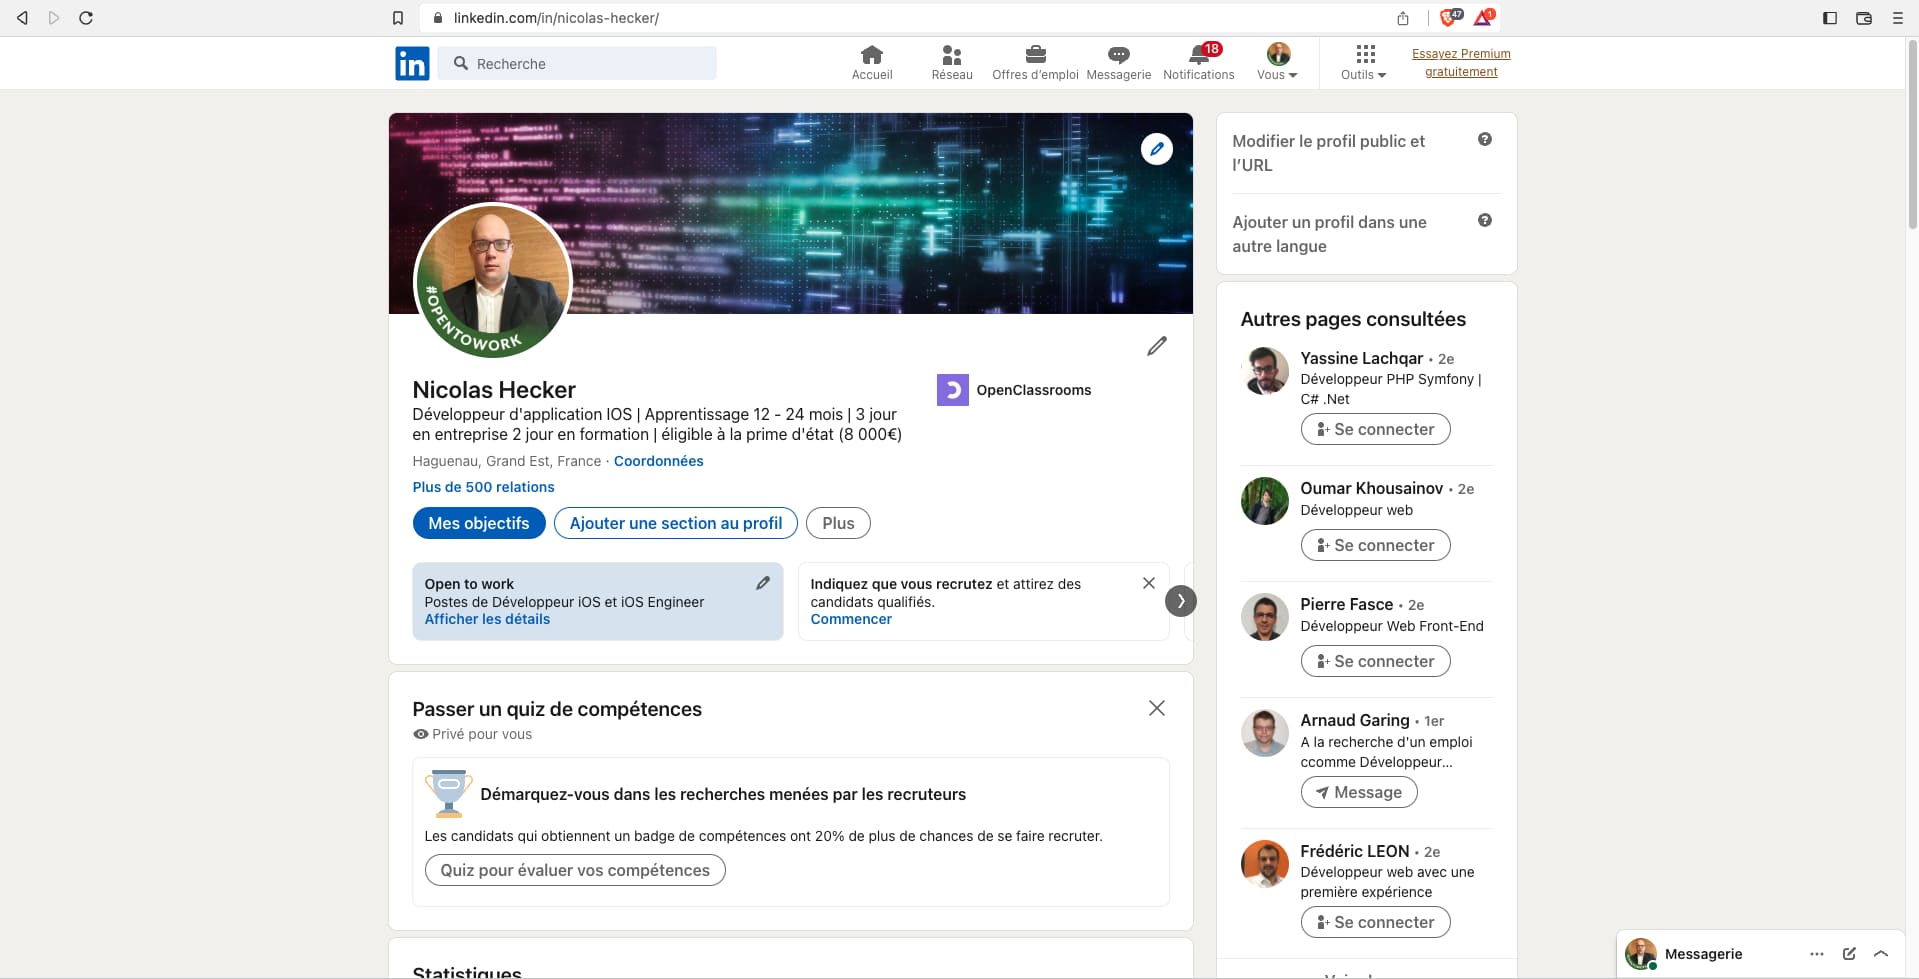 linkedin.com/in/nicolas-hecker/
47
1
in
Recherche
Accueil
Réseau
Offres d'emploi
Messagerie
18
Notifications
Vous
Outils
Essayez Premium
gratuitement
#OPENTOWORK
Nicolas Hecker
Développeur d'application IOS | Apprentissage 12 - 24 mois | 3 jour
en entreprise 2 jour en formation | éligible à la prime d'état (8 000€)
Haguenau, Grand Est, France · Coordonnées
Plus de 500 relations
OpenClassrooms
Mes objectifs
Ajouter une section au profil
Plus
Open to work
Postes de Développeur iOS et iOS Engineer
Afficher les détails
Indiquez que vous recrutez et attirez des
candidats qualifiés.
Commencer
Passer un quiz de compétences
Privé pour vous
Démarquez-vous dans les recherches menées par les recruteurs
Les candidats qui obtiennent un badge de compétences ont 20% de plus de chances de se faire recruter.
Quiz pour évaluer vos compétences
Statistiques
Modifier le profil public et
l'URL
Ajouter un profil dans une
autre langue
Autres pages consultées
Yassine Lachqar • 2e
Développeur PHP Symfony |
C# .Net
Se connecter
Oumar Khousainov • 2e
Développeur web
Se connecter
Pierre Fasce • 2e
Développeur Web Front-End
Se connecter
Arnaud Garing • 1er
A la recherche d'un emploi
ccomme Développeur...
Message
Frédéric LEON • 2e
Développeur web avec une
première expérience
Se connecter
Messagerie